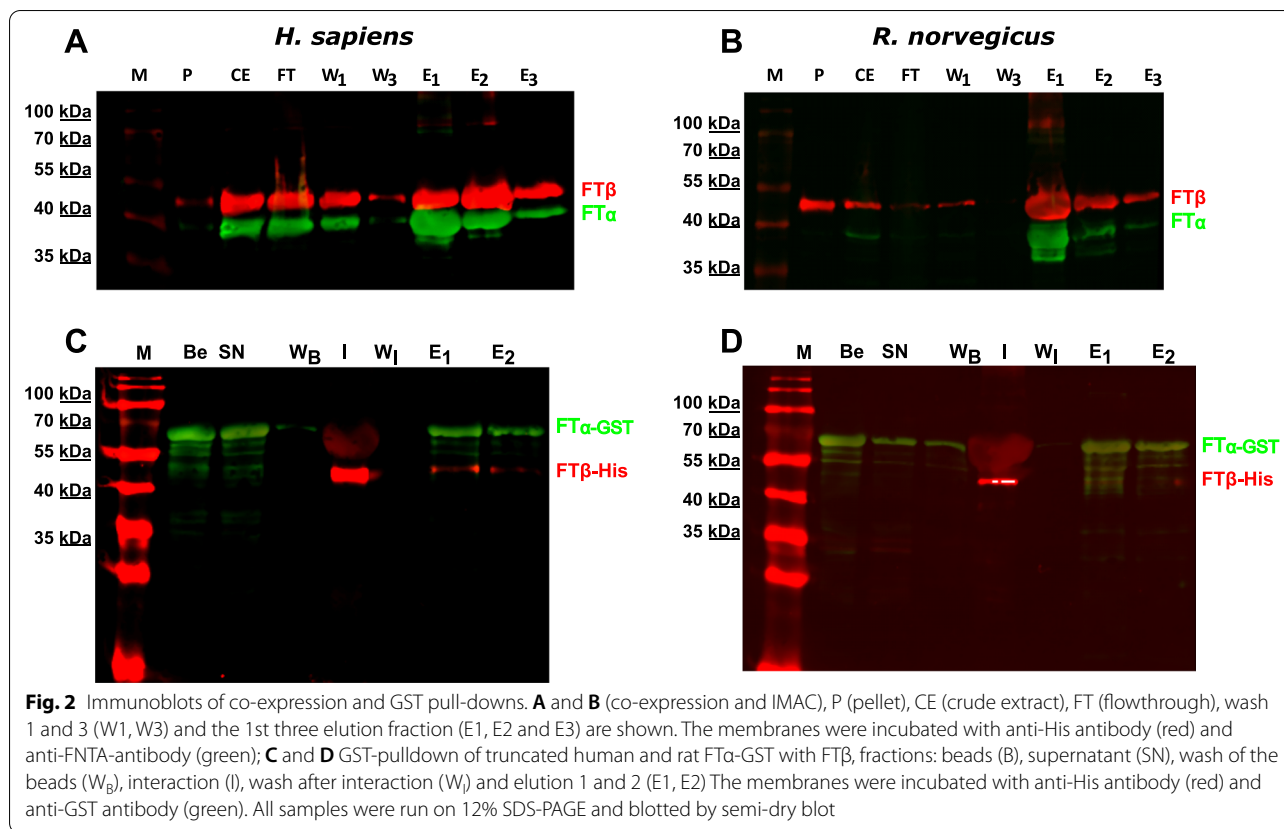 H. sapiens
R. norvegicus
A
B
M P CE FT W1 W3 E1 E2 E3
M P CE FT W1 W3 E1 E2 E3
100 kDa
70 kDa
55 kDa
40 kDa
35 kDa
FTβ
FTα
100 kDa
70 kDa
55 kDa
40 kDa
35 kDa
FTβ
FTα
C
D
M Be SN WB I WI E1 E2
M Be SN WB I WI E1 E2
100 kDa
70 kDa
55 kDa
40 kDa
35 kDa
FTα-GST
FTβ-His
100 kDa
70 kDa
55 kDa
40 kDa
35 kDa
FTα-GST
FTβ-His
Fig. 2 Immunoblots of co-expression and GST pull-downs. A and B (co-expression and IMAC), P (pellet), CE (crude extract), FT (flowthrough), wash
1 and 3 (W1, W3) and the 1st three elution fraction (E1, E2 and E3) are shown. The membranes were incubated with anti-His antibody (red) and
anti-FNTA-antibody (green); C and D GST-pulldown of truncated human and rat FTα-GST with FTβ, fractions: beads (B), supernatant (SN), wash of the
beads (WB), interaction (I), wash after interaction (WI) and elution 1 and 2 (E1, E2) The membranes were incubated with anti-His antibody (red) and
anti-GST antibody (green). All samples were run on 12% SDS-PAGE and blotted by semi-dry blot